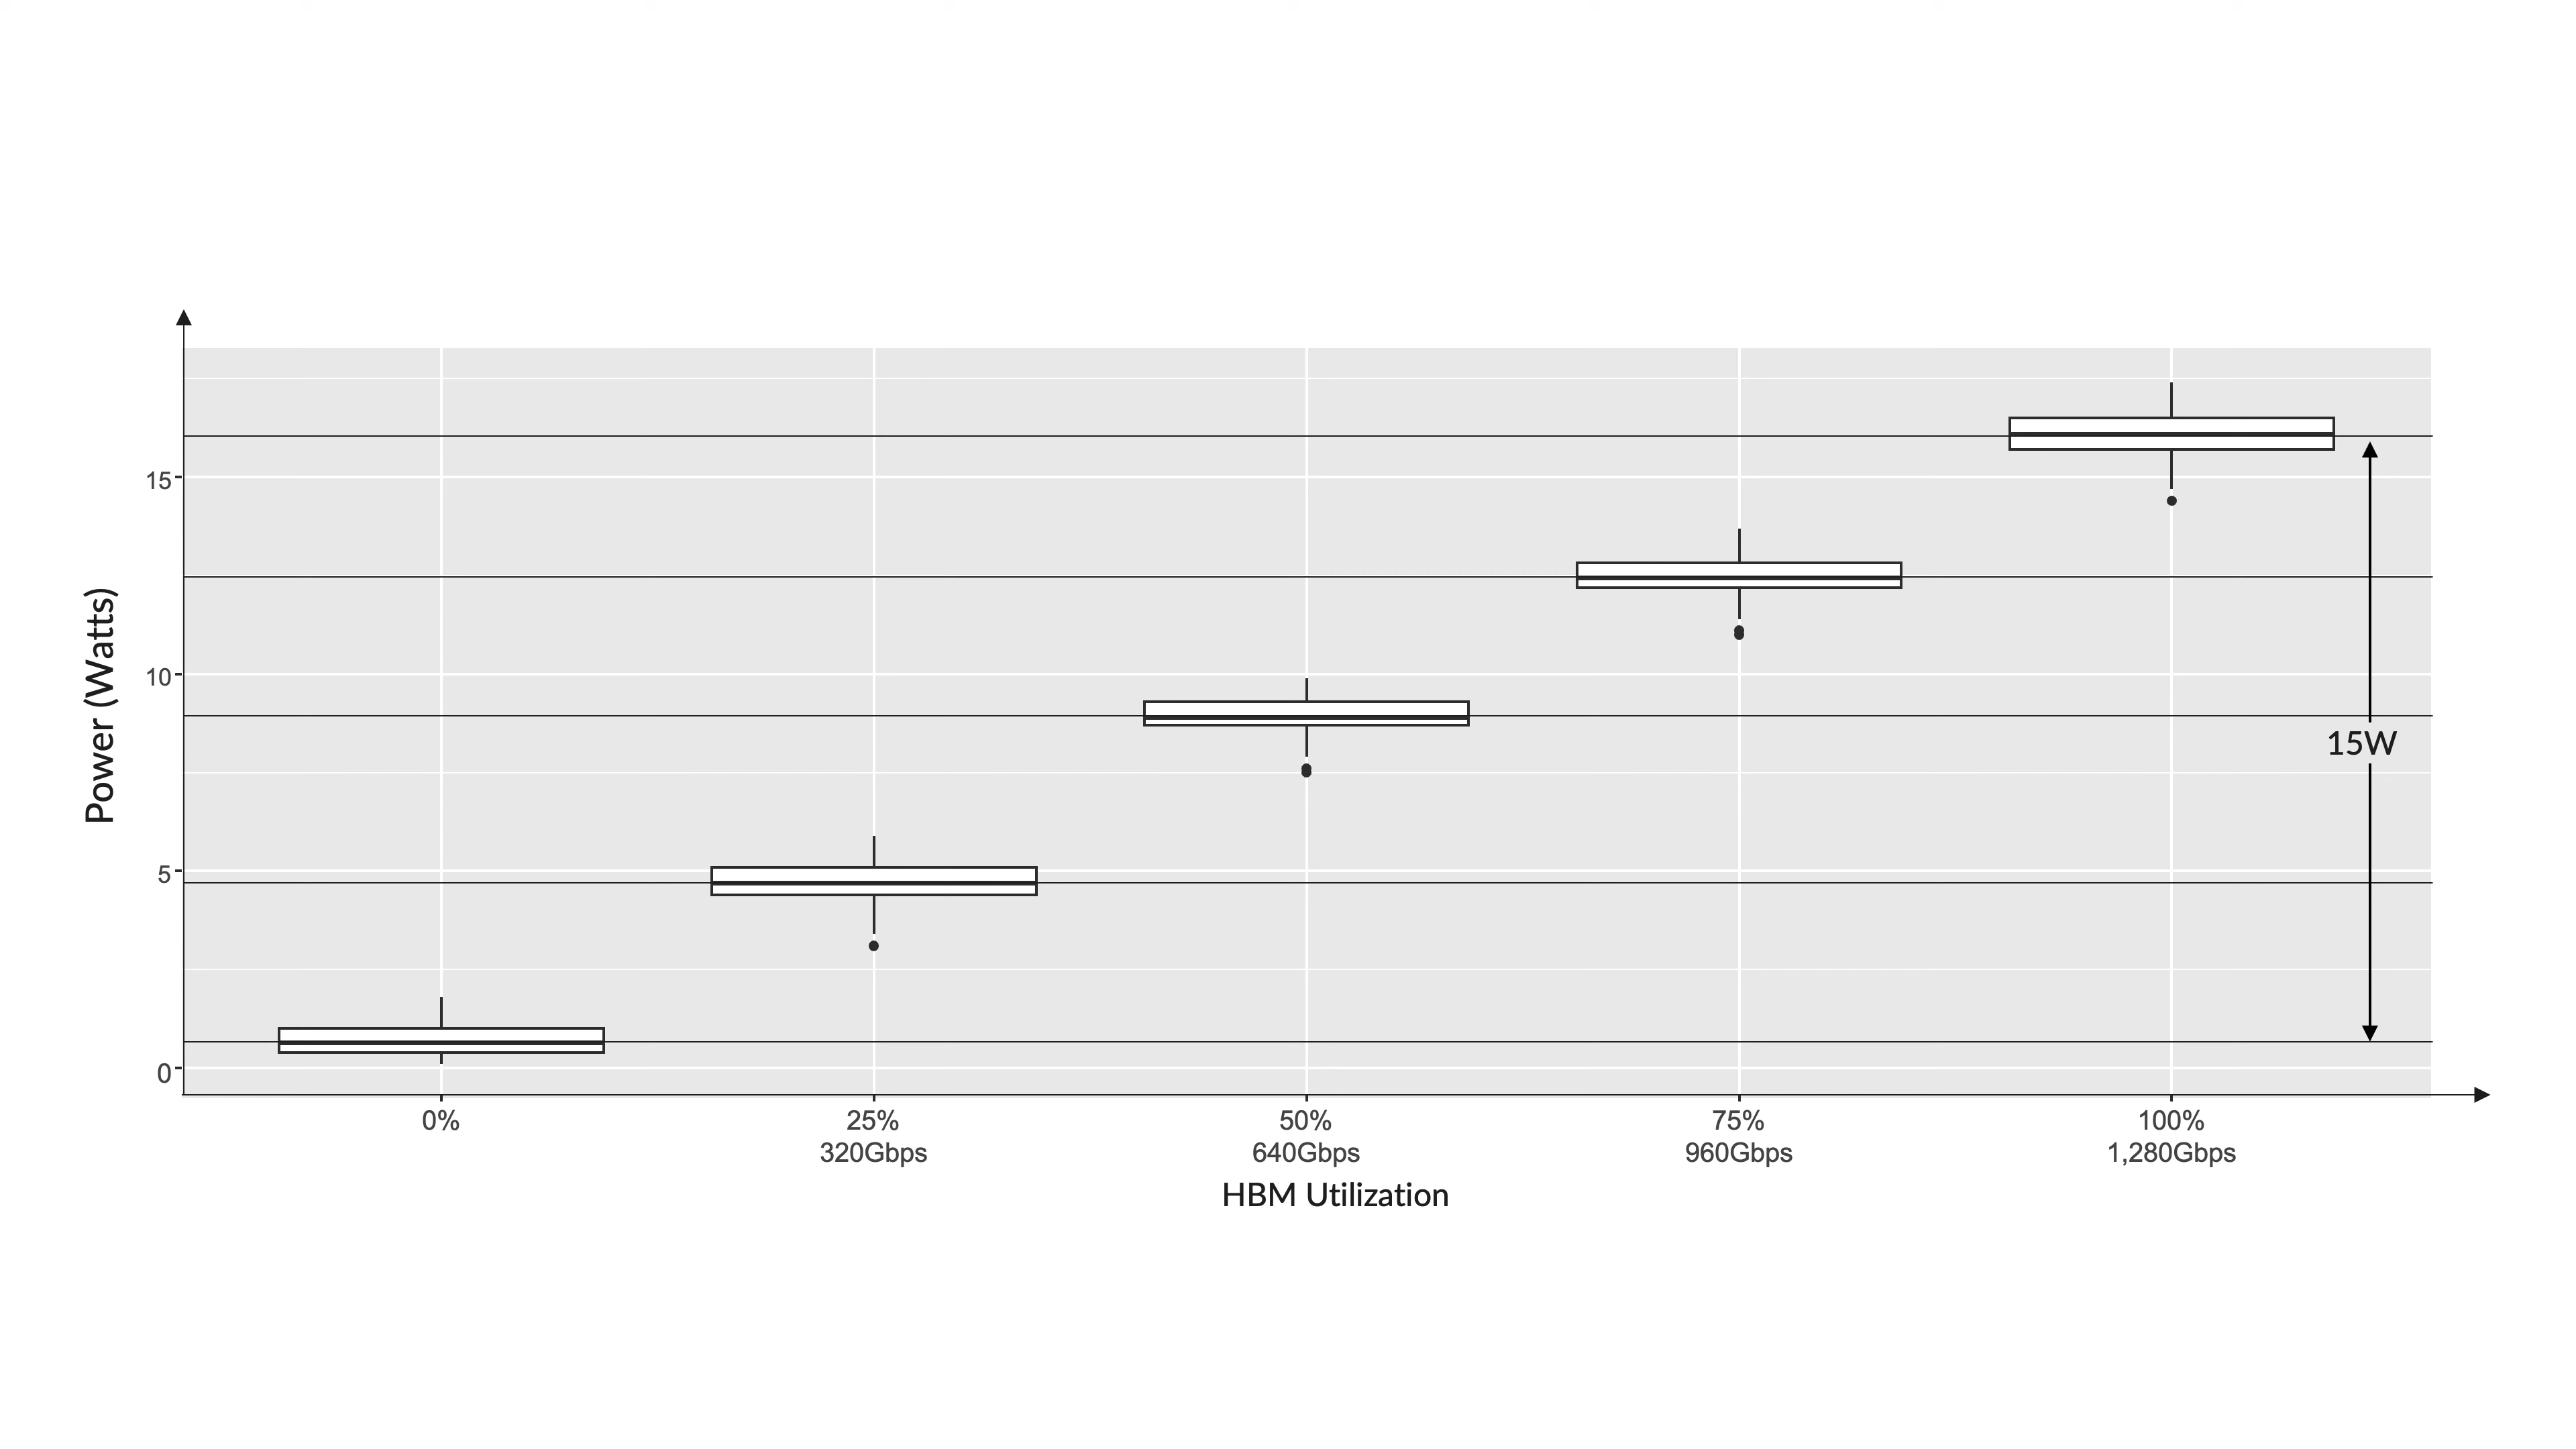 Power (Watts)
15
10
5
0
15W
0%
25%
320Gbps
50%
640Gbps
75%
960Gbps
100%
1,280Gbps
HBM Utilization